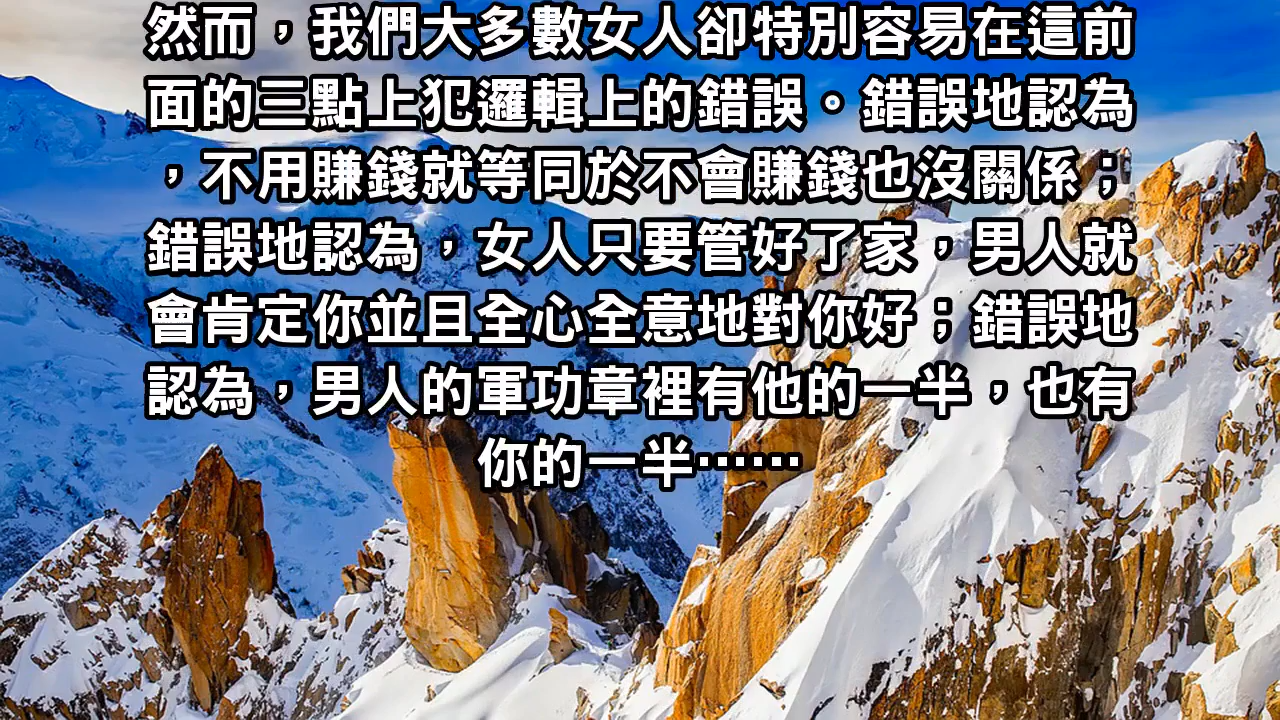 然而，我們大多數女人卻特別容易在這前
面的三點上犯邏輯上的錯誤。錯誤地認為
，不用賺錢就等同於不會賺錢也沒關係；
錯誤地認為，女人只要管好了家，男人就
會肯定你並且全心全意地對你好；錯誤地
認為，男人的軍功章裡有他的一半，也有
你的一半……